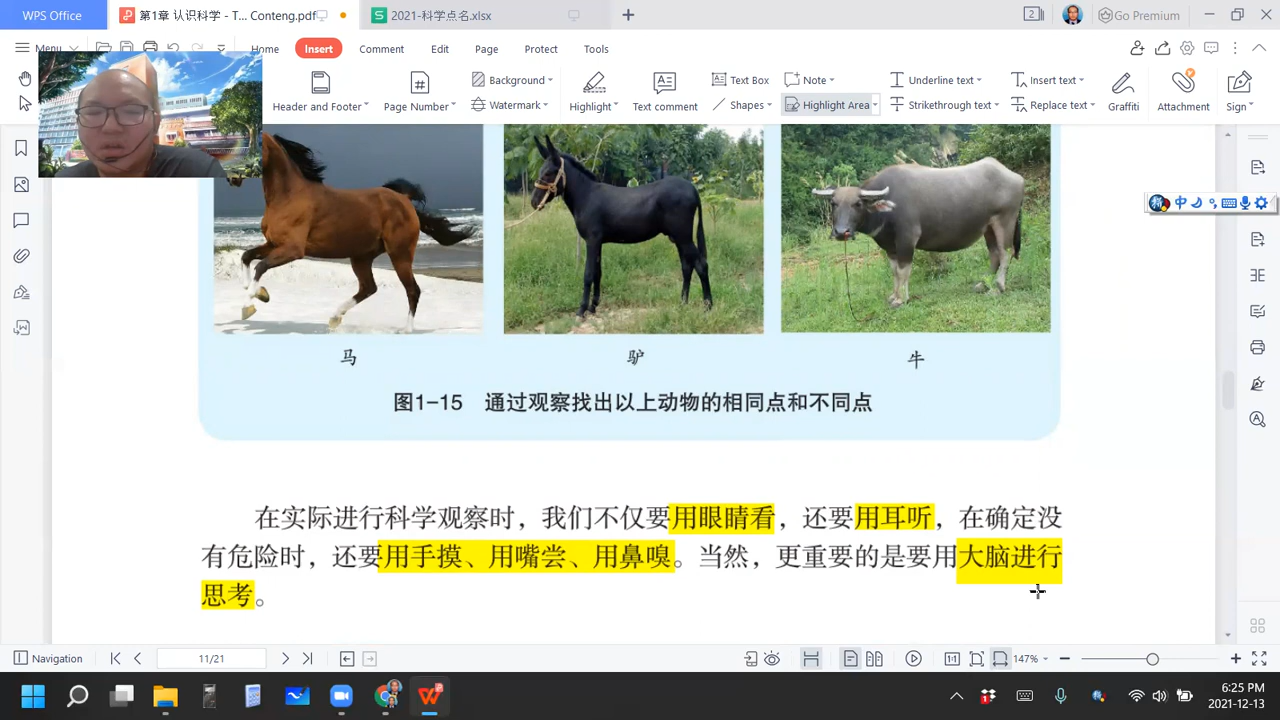 WPS Office
第1章 认识科学 - T... Conteng.pdf
2021-科学点名.xlsx
2
Go Premium
Menu
Home
Insert
Comment
Edit
Page
Protect
Tools
Header and Footer
Page Number
Background
Watermark
Highlight
Text comment
Text Box
Shapes
Note
Highlight Area
Underline text
Strikethrough text
Insert text
Replace text
Graffiti
Attachment
Sign
中
马
驴
牛
图1-15 通过观察找出以上动物的相同点和不同点
在实际进行科学观察时，我们不仅要用眼睛看，还要用耳听，在确定没
有危险时，还要用手摸、用嘴尝、用鼻嗅。当然，更重要的是要用大脑进行
思考。
Navigation
11/21
147%
6:25 PM
2021-12-13